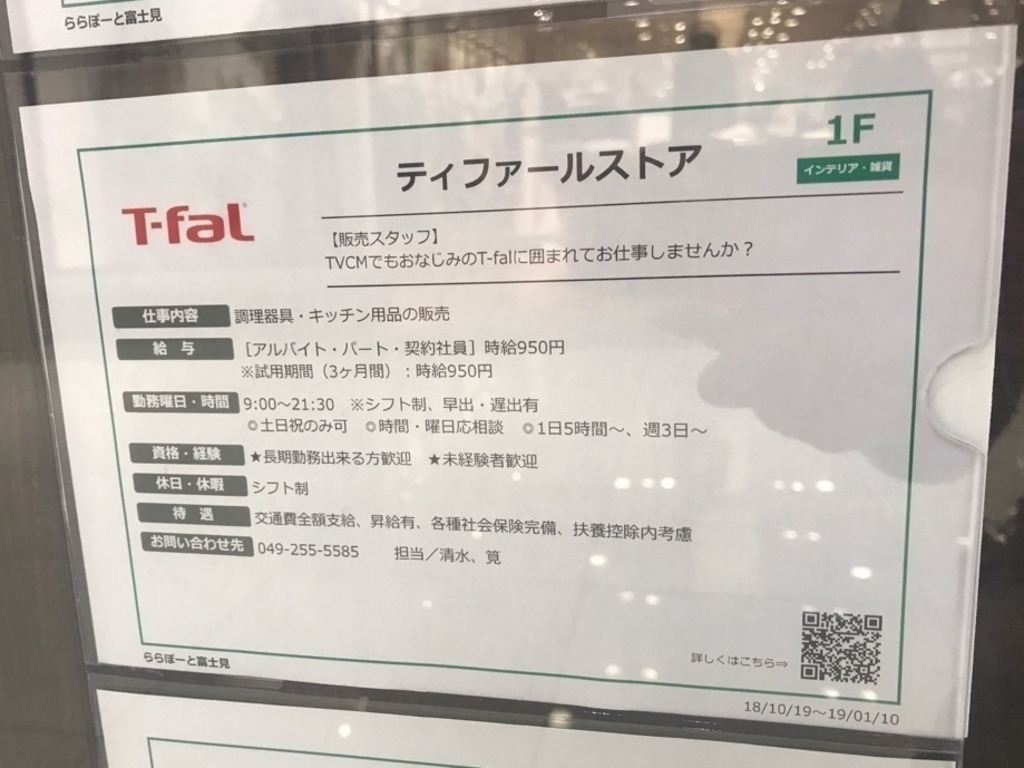 ららぽーと富士見
1F
ティファールストア
インテリア・雑貨
T-fal
【販売スタッフ】
TVCMでもおなじみのT-falに囲まれてお仕事しませんか？
仕事内容 調理器具・キッチン用品の販売
給 与 ［アルバイト・パート・契約社員］時給950円
※試用期間（3ヶ月間）：時給950円
勤務曜日・時間 9:00～21:30 ※シフト制、早出・遅出有
◎土日祝のみ可 ◎時間・曜日応相談 ◎1日5時間～、週3日～
資格・経験 ★長期勤務出来る方歓迎 ★未経験者歓迎
休日・休暇 シフト制
待 遇 交通費全額支給、昇給有、各種社会保険完備、扶養控除内考慮
お問い合わせ先 049-255-5585 担当／清水、筧
ららぽーと富士見
詳しくはこちら⇒
18/10/19～19/01/10